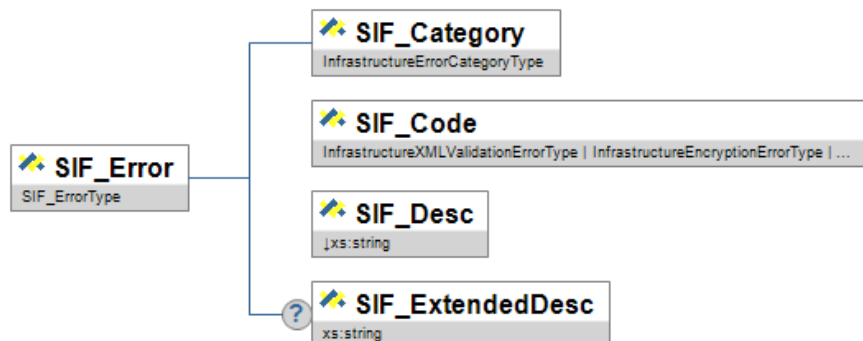 SIF_Category
InfrastructureErrorCategoryType
SIF_Code
InfrastructureXMLValidationErrorType | InfrastructureEncryptionErrorType | ...
SIF_Error
SIF_ErrorType
SIF_Desc
↓xs:string
?
SIF_ExtendedDesc
xs:string